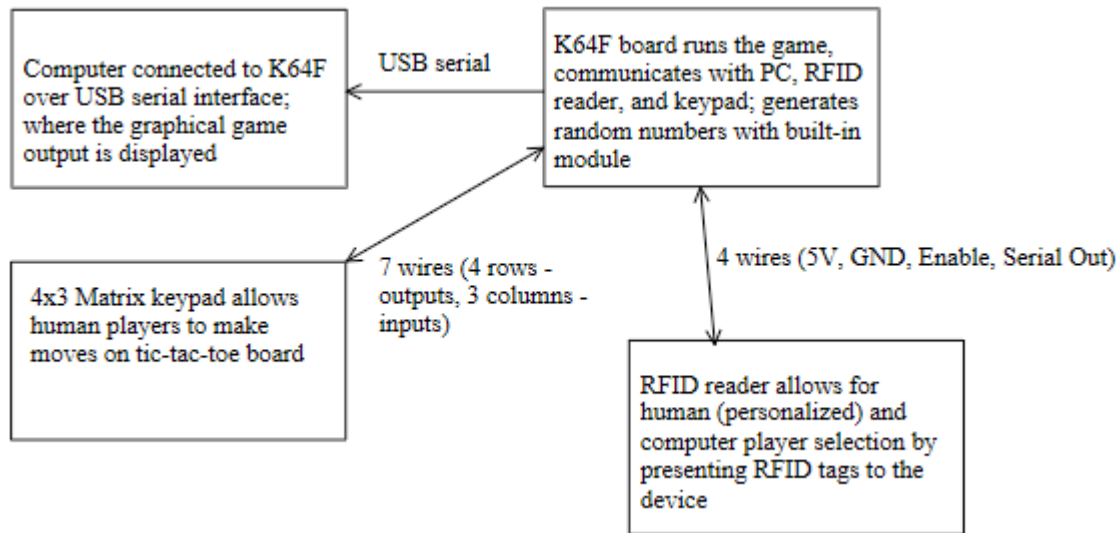 Computer connected to K64F
over USB serial interface;
where the graphical game
output is displayed
USB serial
K64F board runs the game,
communicates with PC, RFID
reader, and keypad; generates
random numbers with built-in
module
4x3 Matrix keypad allows
human players to make
moves on tic-tac-toe board
7 wires (4 rows -
outputs, 3 columns -
inputs)
4 wires (5V, GND, Enable, Serial Out)
RFID reader allows for
human (personalized) and
computer player selection by
presenting RFID tags to the
device